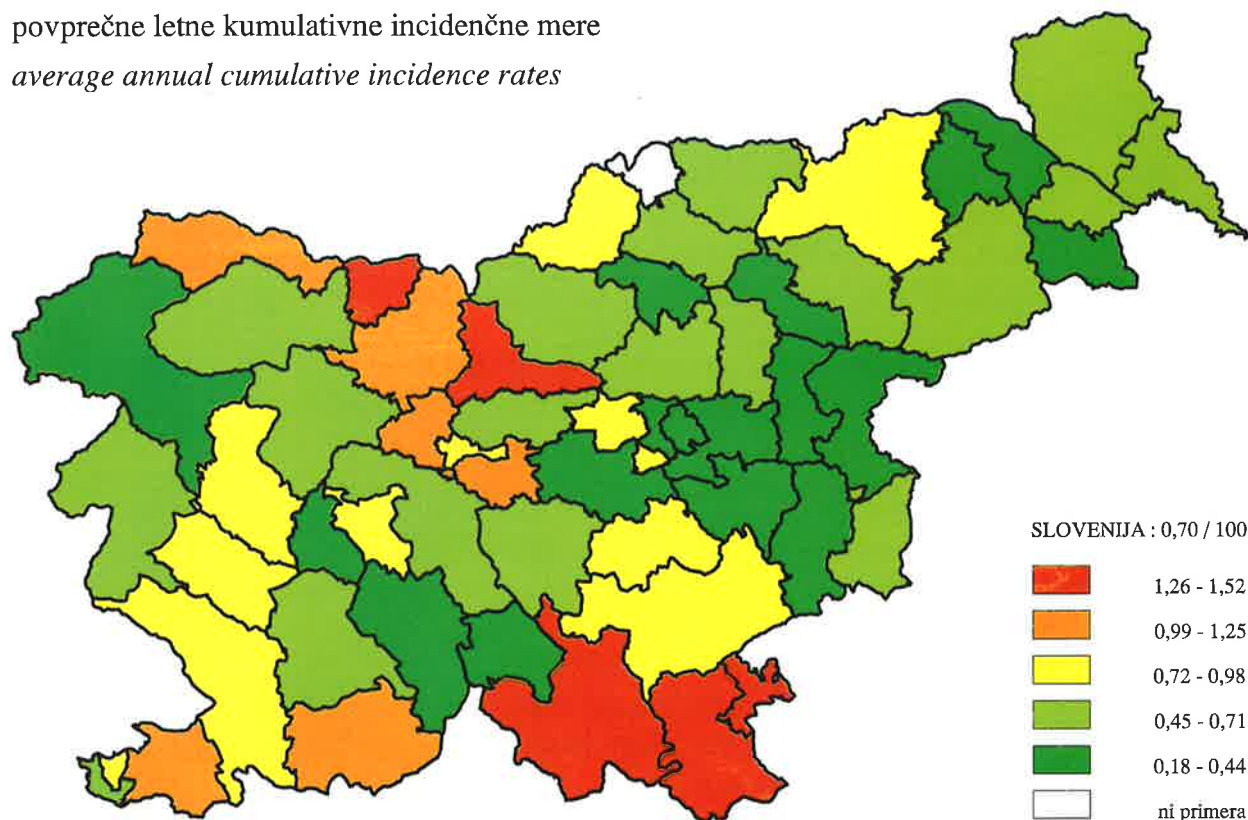 povprečne letne kumulativne incidenčne mere
average annual cumulative incidence rates
SLOVENIJA : 0,70 / 100
1,26 - 1,52
0,99 - 1,25
0,72 - 0,98
0,45 - 0,71
0,18 - 0,44
ni primera